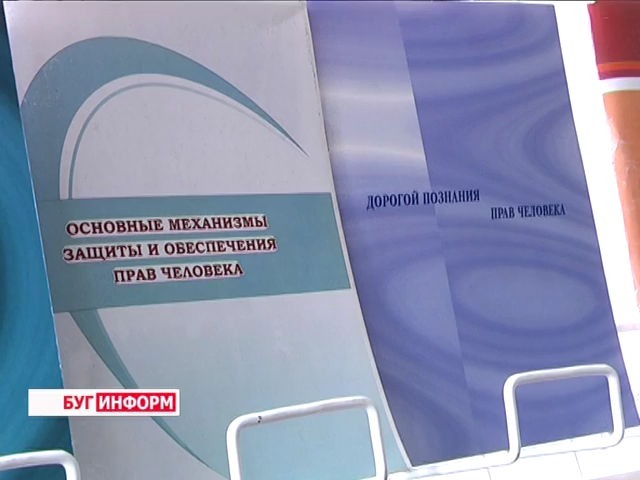 ОСНОВНЫЕ МЕХАНИЗМЫ
ЗАЩИТЫ И ОБЕСПЕЧЕНИЯ
ПРАВ ЧЕЛОВЕКА
ДОРОГОЙ ПОЗНАНИЯ
ПРАВ ЧЕЛОВЕКА
БУГИНФОРМ